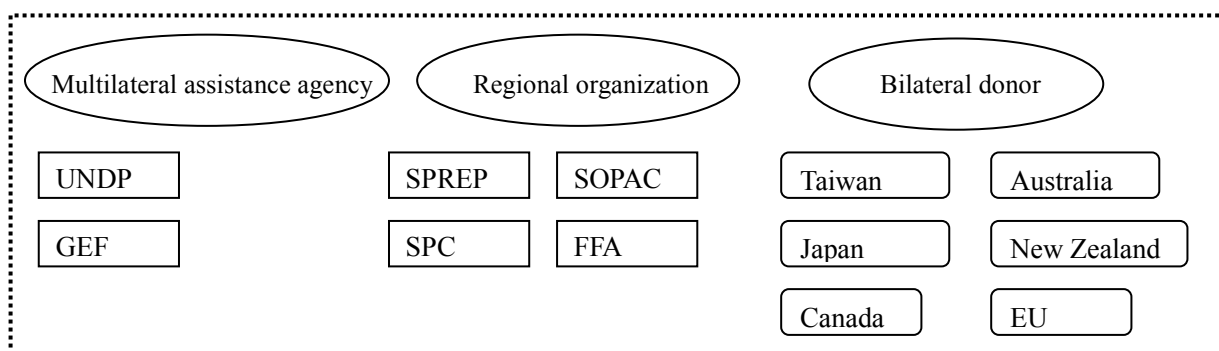 Multilateral assistance agency
Regional organization
Bilateral donor
UNDP
SPREP
SOPAC
Taiwan
Australia
GEF
SPC
FFA
Japan
New Zealand
Canada
EU